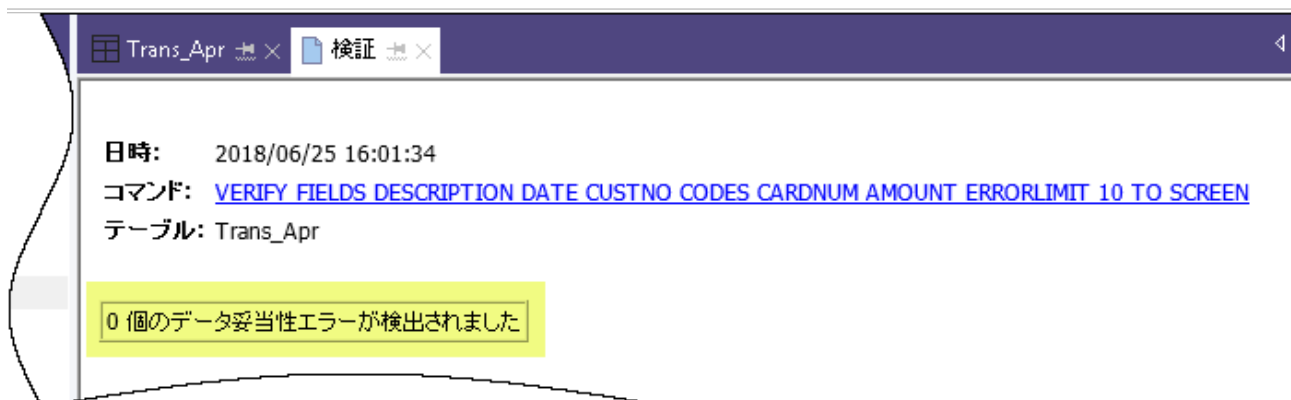 Trans_Apr 検証
日時: 2018/06/25 16:01:34
コマンド: VERIFY FIELDS DESCRIPTION DATE CUSTNO CODES CARDNUM AMOUNT ERRORLIMIT 10 TO SCREEN
テーブル: Trans_Apr
0 個のデータ妥当性エラーが検出されました